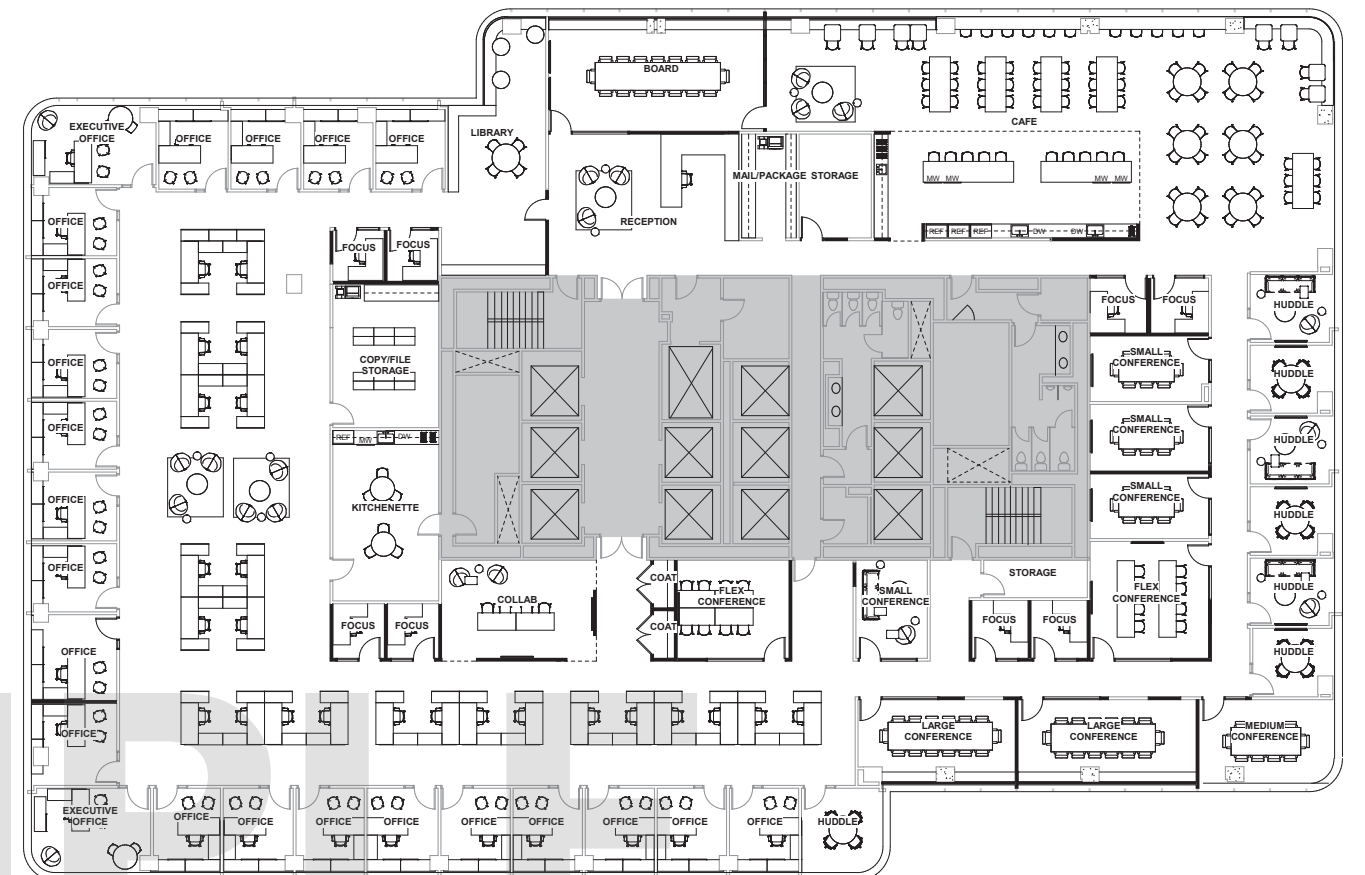 BOARD
EXECUTIVE
OFFICE
OFFICE
OFFICE
OFFICE
OFFICE
LIBRARY
CAFE
MAIL/PACKAGE STORAGE
MW MW
MW MW
RECEPTION
REF REF REF DW DW
OFFICE
OFFICE
OFFICE
OFFICE
OFFICE
OFFICE
OFFICE
OFFICE
EXECUTIVE
OFFICE
FOCUS
FOCUS
COPY/FILE
STORAGE
REF MW DW
KITCHENETTE
FOCUS
FOCUS
COLLAB
COAT
COAT
FLEX
CONFERENCE
SMALL
CONFERENCE
STORAGE
FOCUS
FOCUS
FOCUS
FOCUS
SMALL
CONFERENCE
SMALL
CONFERENCE
SMALL
CONFERENCE
FLEX
CONFERENCE
HUDDLE
HUDDLE
HUDDLE
HUDDLE
HUDDLE
HUDDLE
LARGE
CONFERENCE
LARGE
CONFERENCE
MEDIUM
CONFERENCE
OFFICE
OFFICE
OFFICE
OFFICE
OFFICE
OFFICE
OFFICE
OFFICE
OFFICE
HUDDLE